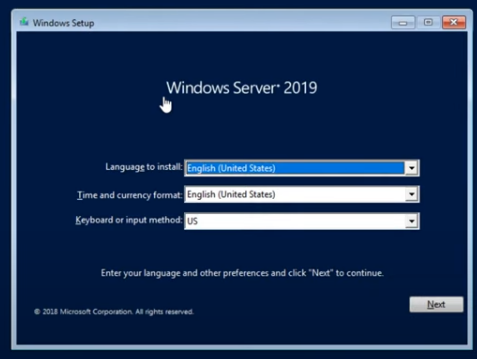 Windows Setup
Windows Server® 2019
Language to install: English (United States)
Time and currency format: English (United States)
Keyboard or input method: US
Enter your language and other preferences and click "Next" to continue.
Next
© 2018 Microsoft Corporation. All rights reserved.